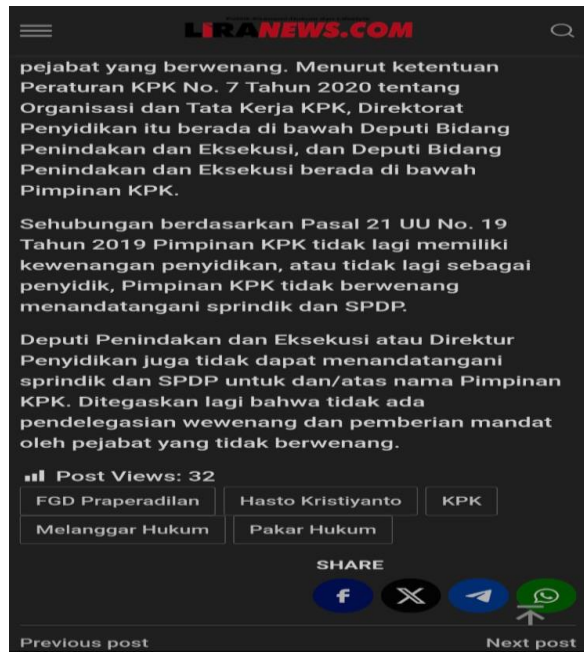 LIRANEWS.COM
pejabat yang berwenang. Menurut ketentuan
Peraturan KPK No. 7 Tahun 2020 tentang
Organisasi dan Tata Kerja KPK, Direktorat
Penyidikan itu berada di bawah Deputi Bidang
Penindakan dan Eksekusi, dan Deputi Bidang
Penindakan dan Eksekusi berada di bawah
Pimpinan KPK.
Sehubungan berdasarkan Pasal 21 UU No. 19
Tahun 2019 Pimpinan KPK tidak lagi memiliki
kewenangan penyidikan, atau tidak lagi sebagai
penyidik, Pimpinan KPK tidak berwenang
menandatangani sprindik dan SPDP.
Deputi Penindakan dan Eksekusi atau Direktur
Penyidikan juga tidak dapat menandatangani
sprindik dan SPDP untuk dan/atas nama Pimpinan
KPK. Ditegaskan lagi bahwa tidak ada
pendelegasian wewenang dan pemberian mandat
oleh pejabat yang tidak berwenang.
Post Views: 32
FGD Praperadilan Hasto Kristiyanto KPK
Melanggar Hukum Pakar Hukum
SHARE
Previous post Next post